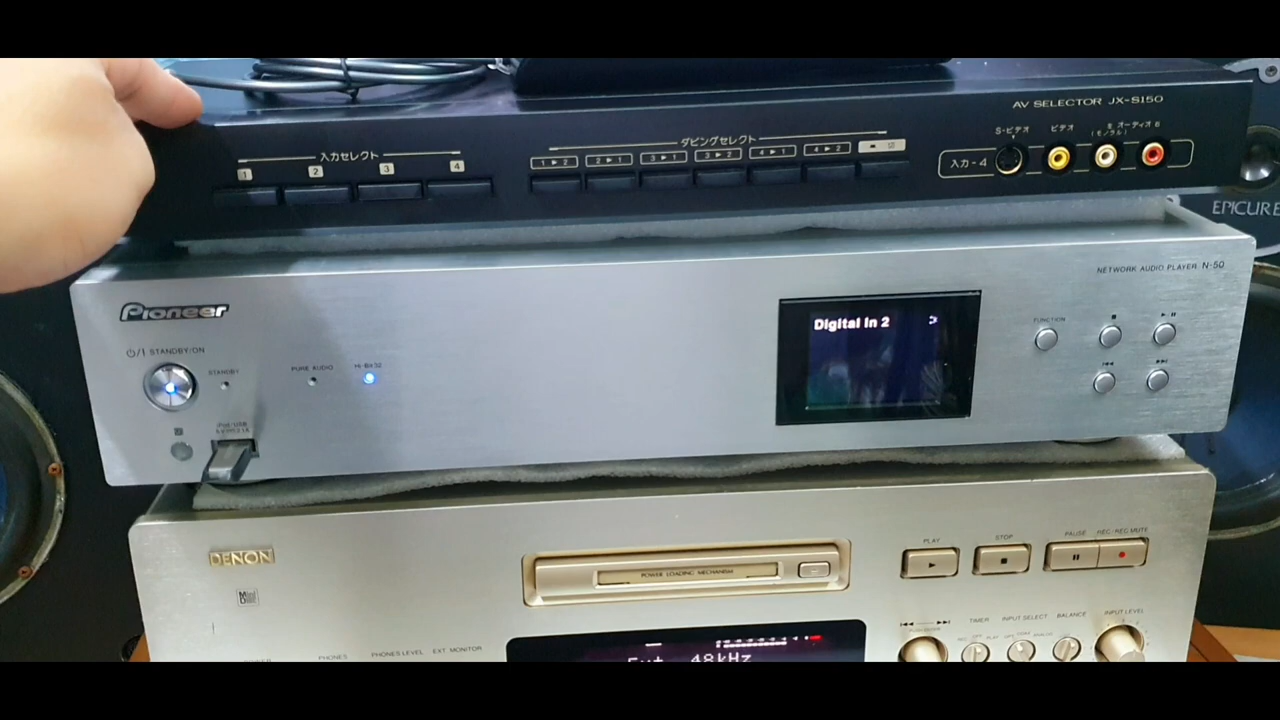 AV SELECTOR JX-S150
入力セレクト
1 2 3 4
ダビングセレクト
1▶2 2▶1 3▶1 3▶2 4▶1 4▶2
S-ビデオ ビデオ オーディオ
(モノラル)
入力-4
EPICURE
NETWORK AUDIO PLAYER N-50
Pioneer
⏻/I STANDBY/ON
STANDBY
PURE AUDIO
Hi-Bit 32
Digital In 2
FUNCTION
iPod/USB
DENON
POWER LOADING MECHANISM
PLAY
STOP
PAUSE
REC/REC MUTE
TIMER
INPUT SELECT
BALANCE
INPUT LEVEL
PHONES
PHONES LEVEL
EXT MONITOR
48kHz